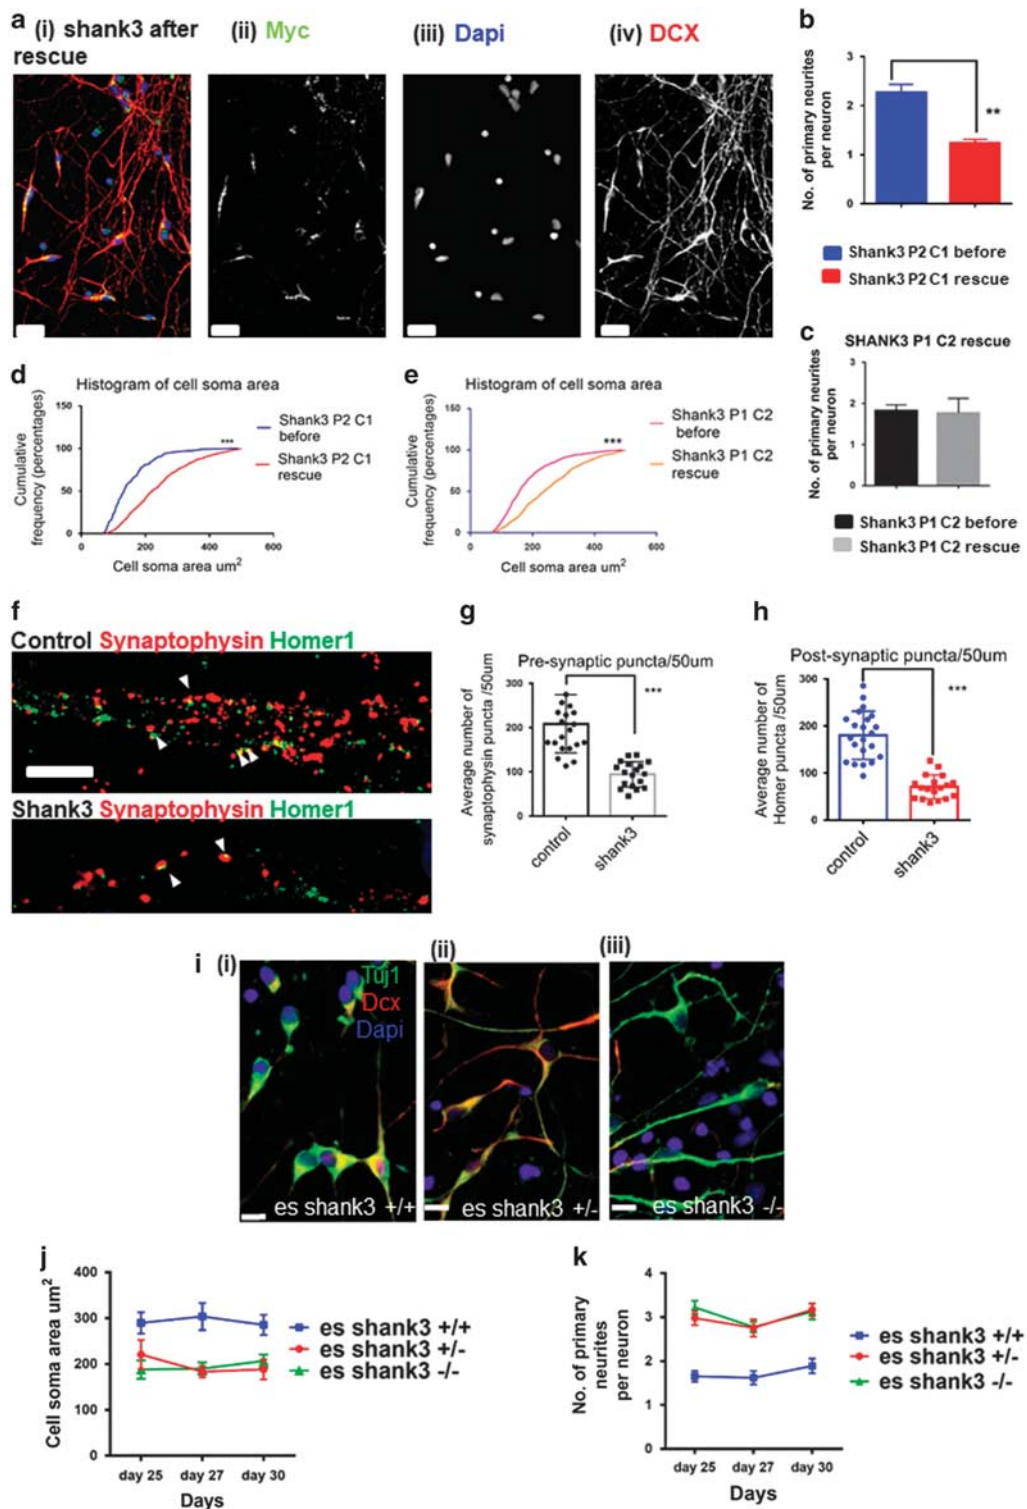 a (i) shank3 after rescue
(ii) Myc
(iii) Dapi
(iv) DCX
b
No. of primary neurites per neuron
3
2
1
0
**
Shank3 P2 C1 before
Shank3 P2 C1 rescue
c
SHANK3 P1 C2 rescue
No. of primary neurites per neuron
3
2
1
0
Shank3 P1 C2 before
Shank3 P1 C2 rescue
d
Histogram of cell soma area
Cumulative frequency (percentages)
150
100
50
0
0 200 400 600
Cell soma area um²
***
Shank3 P2 C1 before
Shank3 P2 C1 rescue
e
Histogram of cell soma area
Cumulative frequency (percentages)
150
100
50
0
0 200 400 600
Cell soma area um²
***
Shank3 P1 C2 before
Shank3 P1 C2 rescue
f
Control Synaptophysin Homer1
Shank3 Synaptophysin Homer1
g
Pre-synaptic puncta/50um
Average number of synaptophysin puncta /50um
300
200
100
0
***
control
shank3
h
Post-synaptic puncta/50um
Average number of Homer puncta /50um
300
200
100
0
***
control
shank3
i (i)
Tuj1
Dcx
Dapi
es shank3 +/+
(ii)
es shank3 +/-
(iii)
es shank3 -/-
j
Cell soma area um²
400
300
200
100
0
day 25 day 27 day 30
Days
es shank3 +/+
es shank3 +/-
es shank3 -/-
k
No. of primary neurites per neuron
4
3
2
1
0
day 25 day 27 day 30
Days
es shank3 +/+
es shank3 +/-
es shank3 -/-